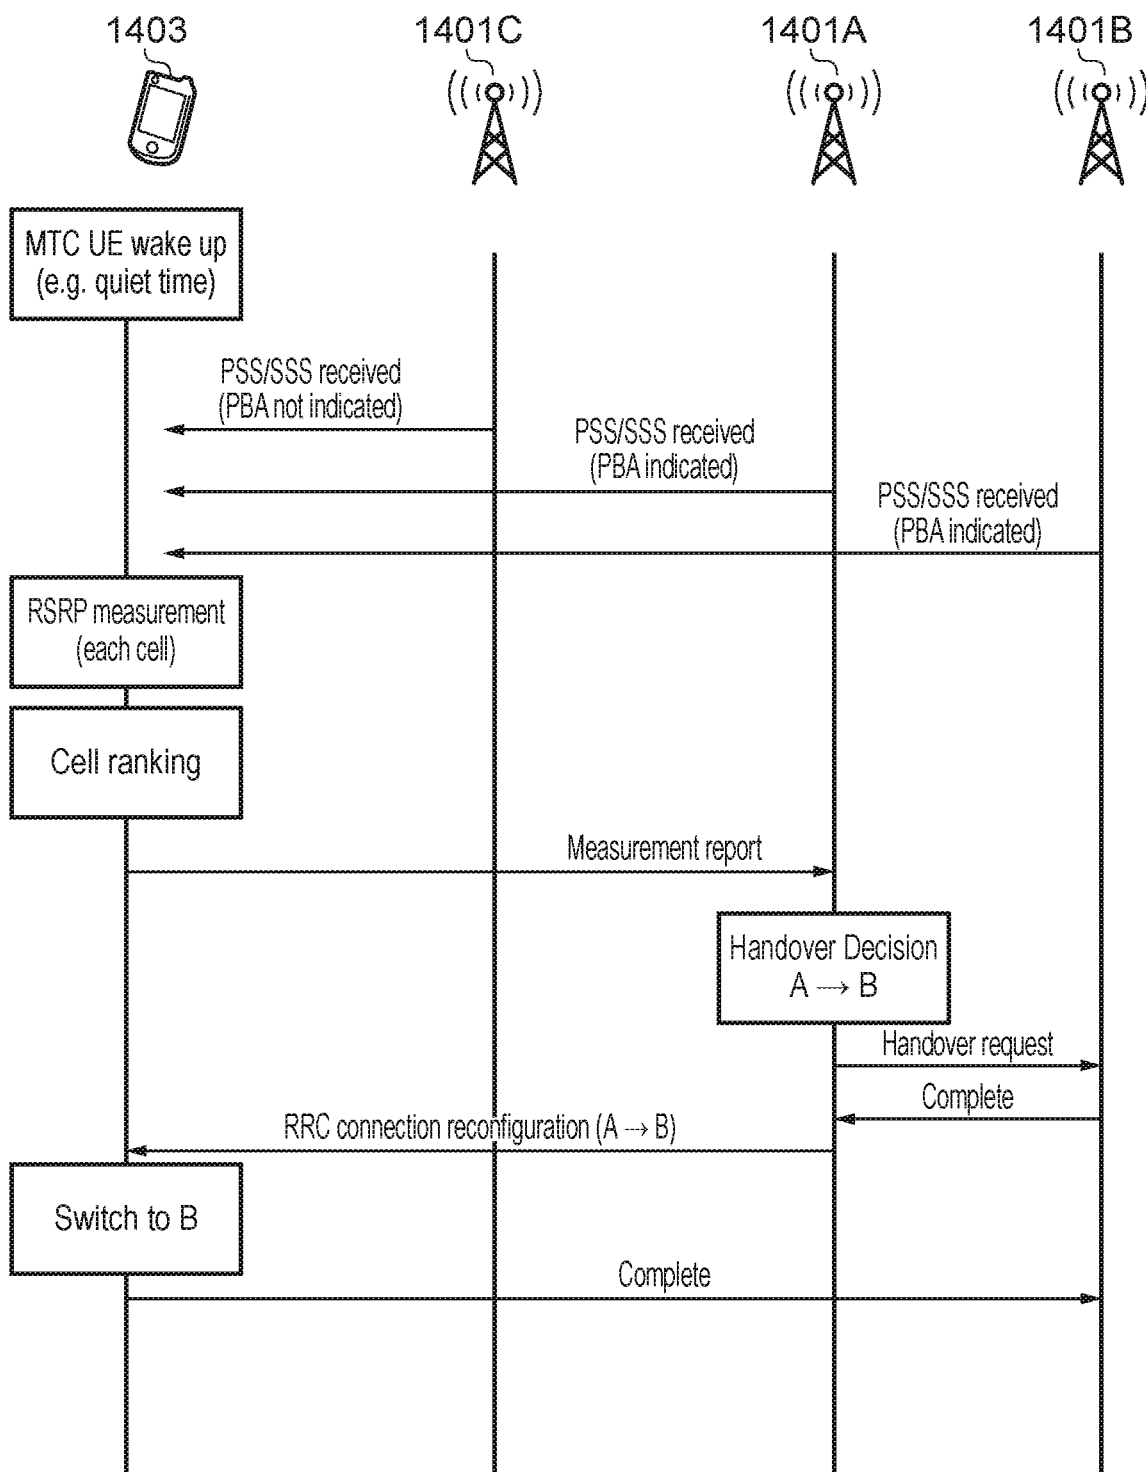 1403
1401C
1401A
1401B
MTC UE wake up
(e.g. quiet time)
PSS/SSS received
(PBA not indicated)
PSS/SSS received
(PBA indicated)
PSS/SSS received
(PBA indicated)
RSRP measurement
(each cell)
Cell ranking
Measurement report
Handover Decision
A → B
Handover request
Complete
RRC connection reconfiguration (A → B)
Switch to B
Complete